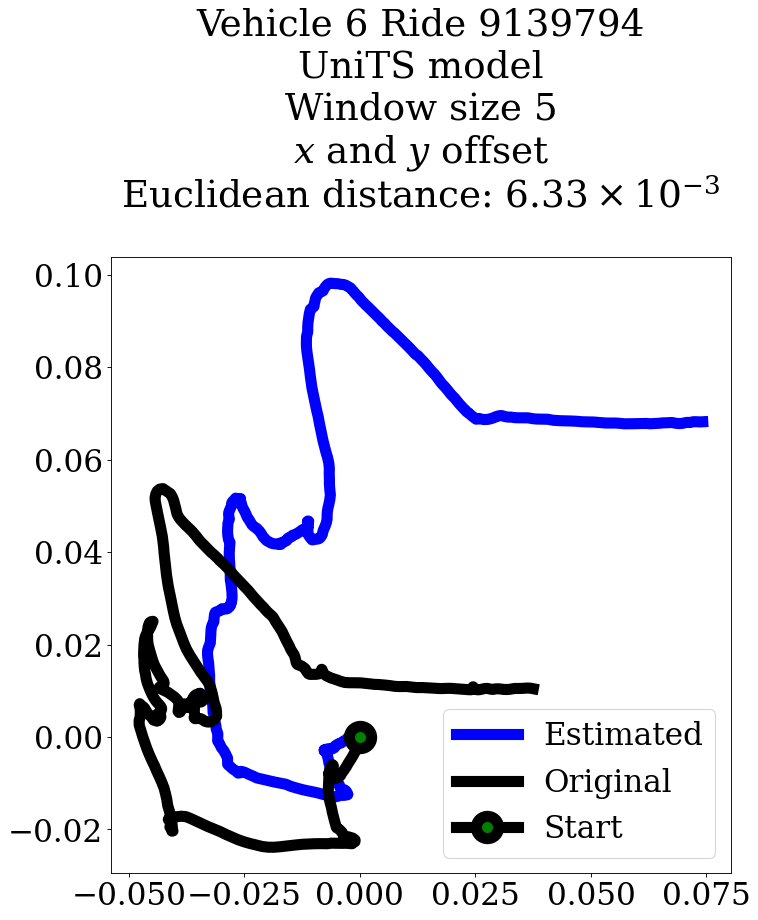 Vehicle 6 Ride 9139794
UniTS model
Window size 5
x and y offset
Euclidean distance: 6.33 × 10⁻³
0.10
0.08
0.06
0.04
0.02
0.00
−0.02
Estimated
Original
Start
−0.050 −0.025 0.000 0.025 0.050 0.075